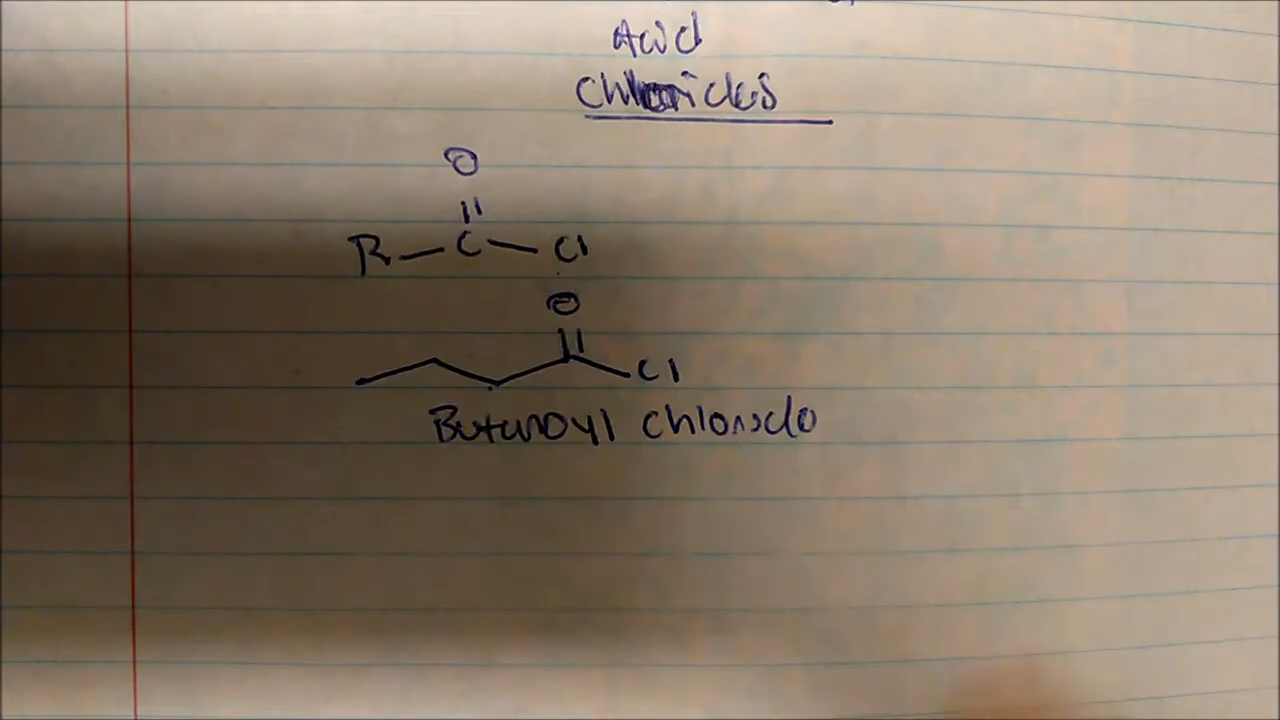 Acid
Chlorides
O
R-C-Cl
O
Cl
Butanoyl chloride